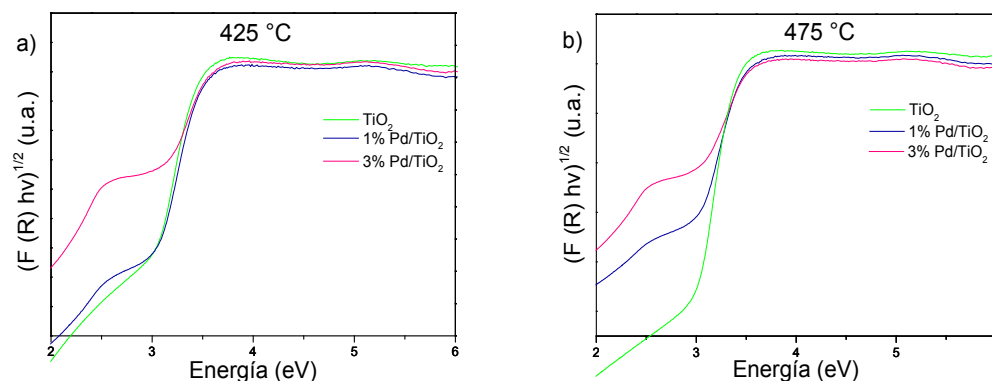 a)
425 °C
(F (R) hv)1/2 (u.a.)
TiO2
1% Pd/TiO2
3% Pd/TiO2
2 3 4 5 6
Energía (eV)
b)
475 °C
(F (R) hv)1/2 (u.a.)
TiO2
1% Pd/TiO2
3% Pd/TiO2
2 3 4 5
Energía (eV)